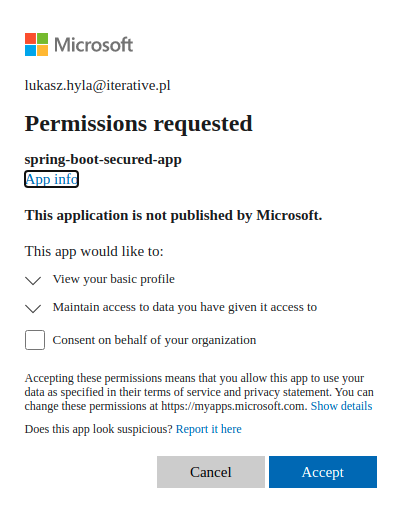 Microsoft
lukasz.hyla@iterative.pl
Permissions requested
spring-boot-secured-app
App info
This application is not published by Microsoft.
This app would like to:
View your basic profile
Maintain access to data you have given it access to
Consent on behalf of your organization
Accepting these permissions means that you allow this app to use your
data as specified in their terms of service and privacy statement. You can
change these permissions at https://myapps.microsoft.com. Show details
Does this app look suspicious? Report it here
Cancel
Accept